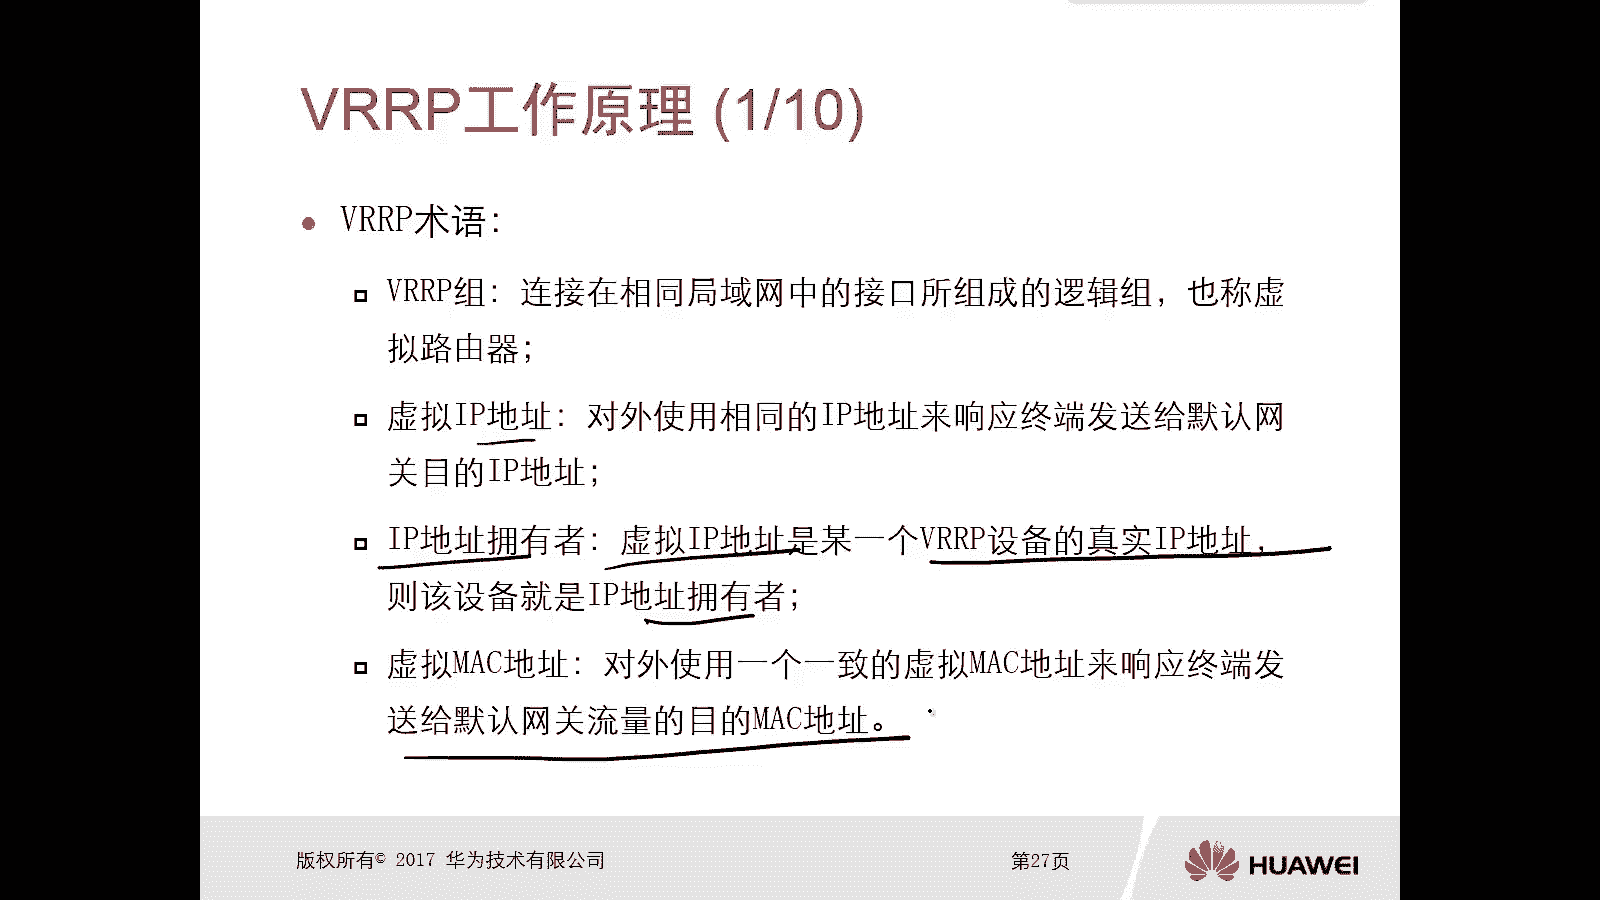 VRRP工作原理 (1/10)
VRRP术语：
VRRP组：连接在相同局域网中的接口所组成的逻辑组，也称虚
拟路由器；
虚拟IP地址：对外使用相同的IP地址来响应终端发送给默认网
关目的IP地址；
IP地址拥有者：虚拟IP地址是某一个VRRP设备的真实IP地址，
则该设备就是IP地址拥有者；
虚拟MAC地址：对外使用一个一致的虚拟MAC地址来响应终端发
送给默认网关流量的目的MAC地址。
版权所有© 2017 华为技术有限公司
第27页
HUAWEI